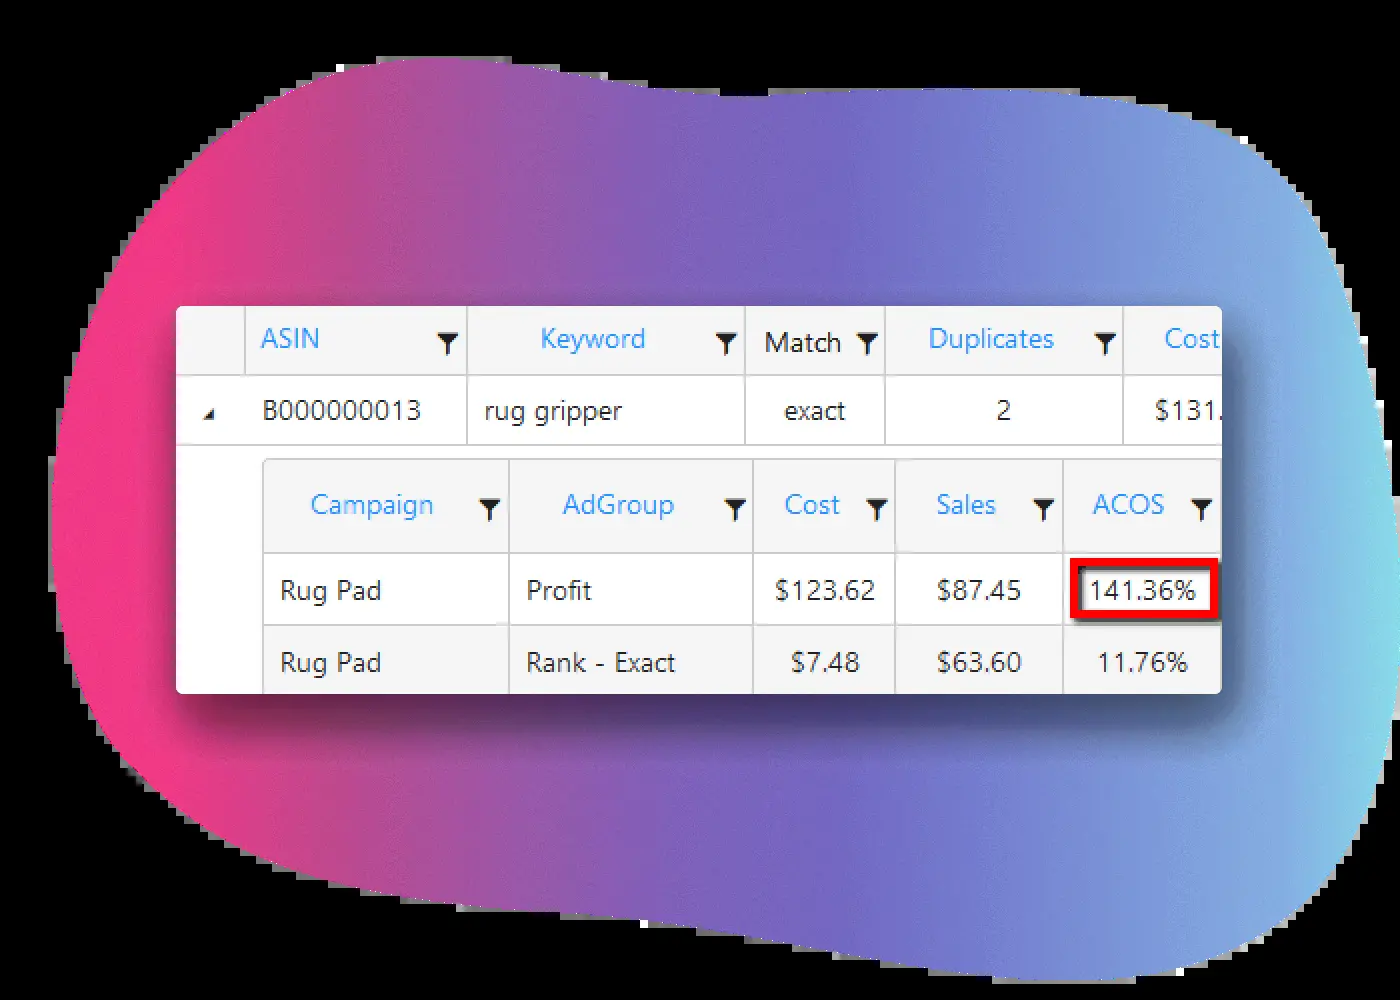 ASIN Keyword Match Duplicates Cost
B000000013 rug gripper exact 2 $131.
Campaign AdGroup Cost Sales ACOS
Rug Pad Profit $123.62 $87.45 141.36%
Rug Pad Rank - Exact $7.48 $63.60 11.76%